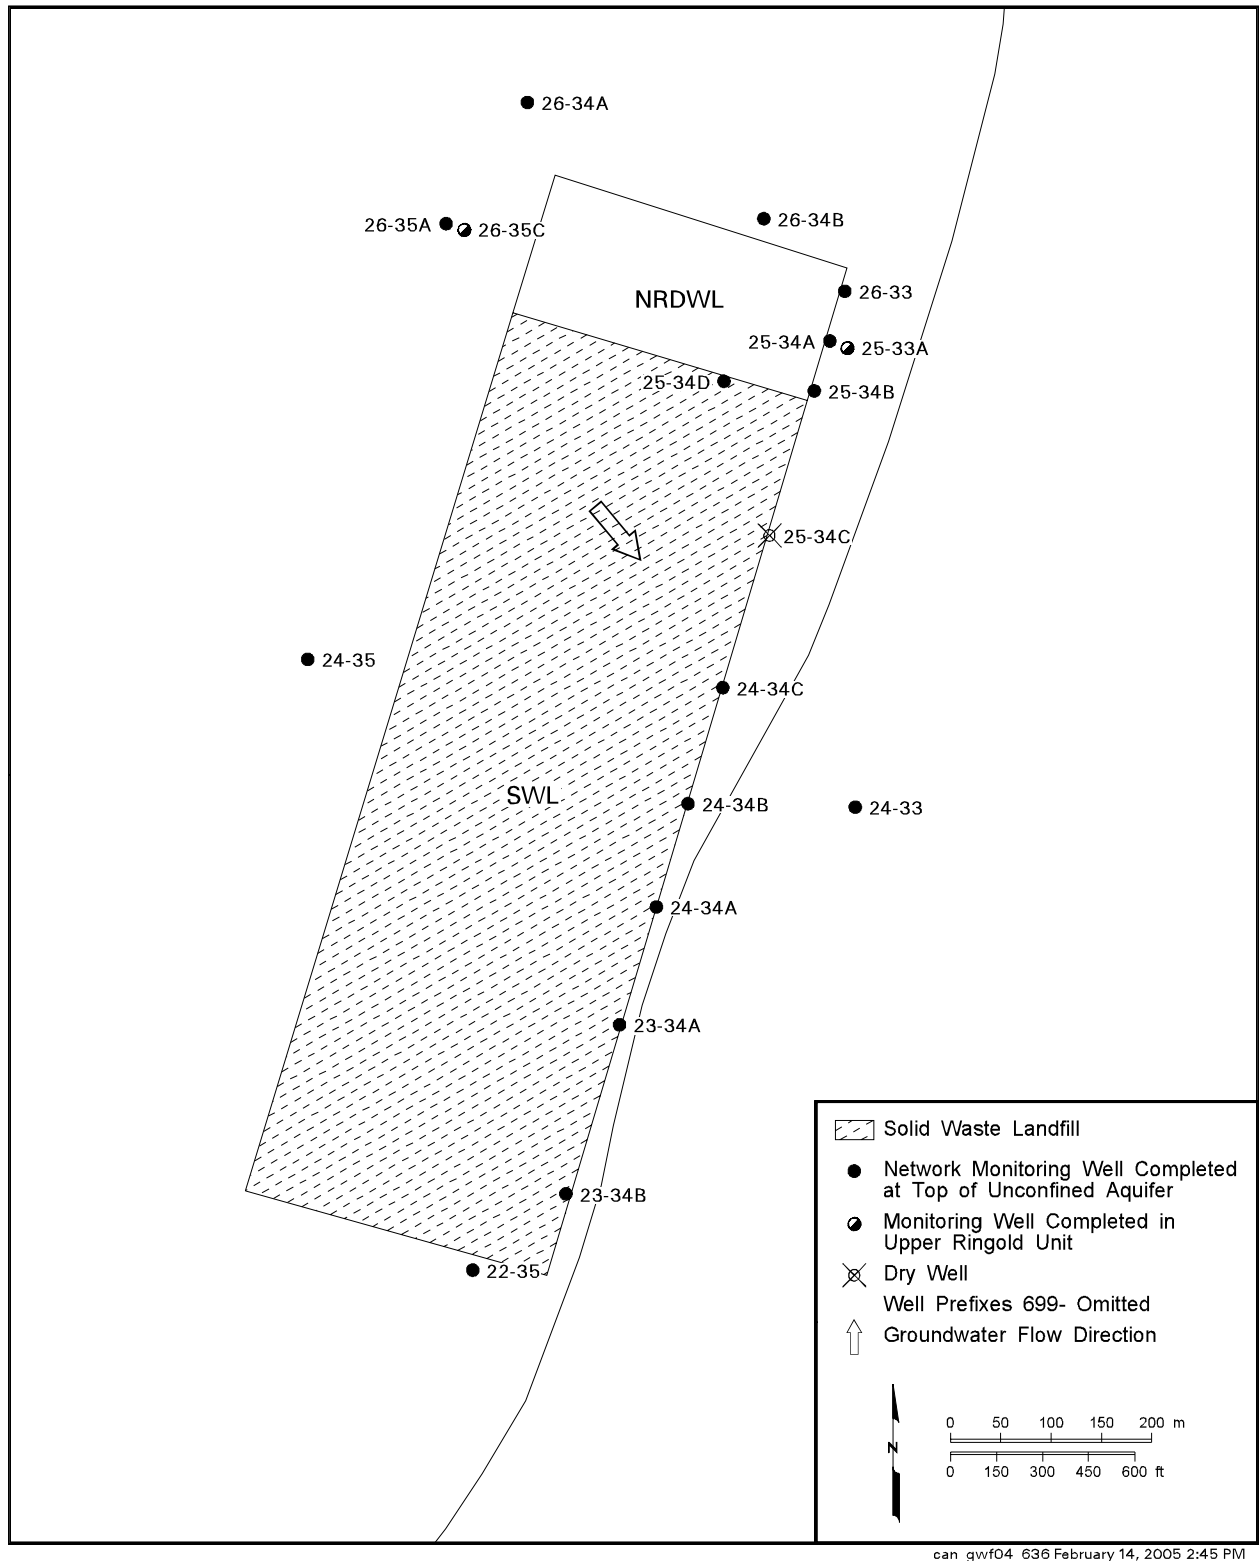 26-34A
26-35A
26-35C
26-34B
NRDWL
26-33
25-34A
25-33A
25-34D
25-34B
25-34C
24-35
24-34C
SWL
24-34B
24-33
24-34A
23-34A
23-34B
22-35
Solid Waste Landfill
Network Monitoring Well Completed
at Top of Unconfined Aquifer
Monitoring Well Completed in
Upper Ringold Unit
Dry Well
Well Prefixes 699- Omitted
Groundwater Flow Direction
N
0 50 100 150 200 m
0 150 300 450 600 ft
can_gwf04_636 February 14, 2005 2:45 PM